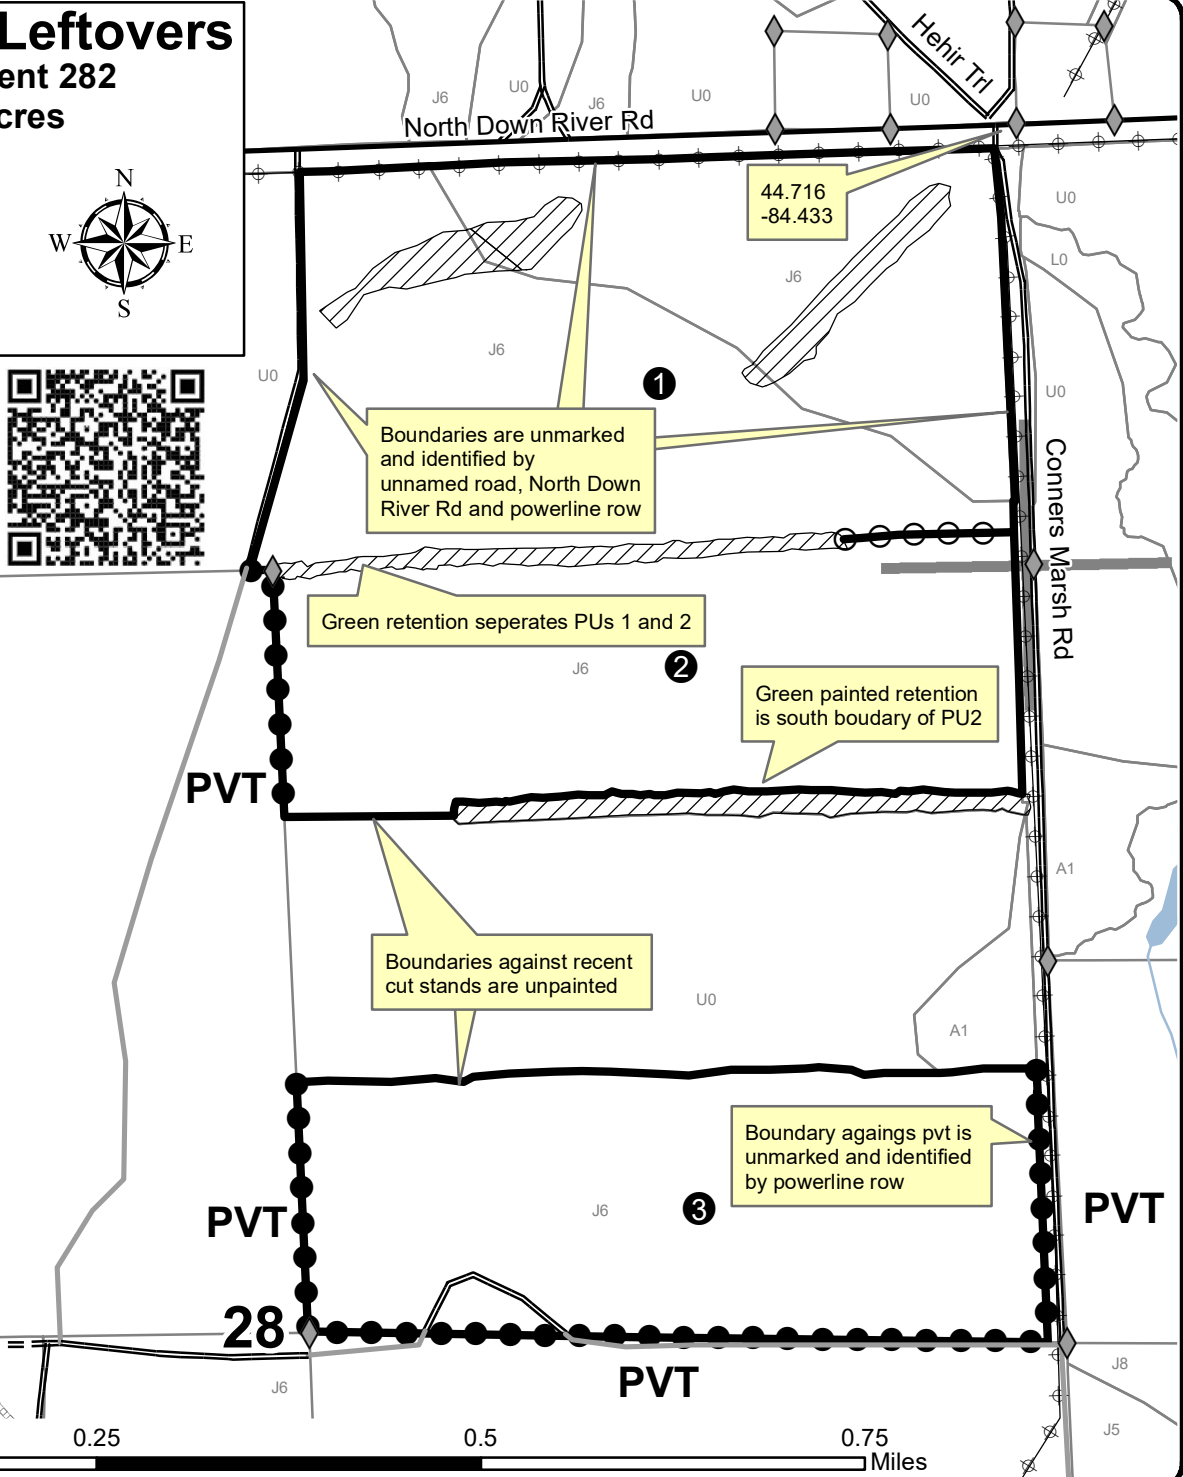 Leftovers
ent 282
cres
N
W
E
S
Hehir Trl
North Down River Rd
J6
U0
J6
U0
U0
44.716
-84.433
U0
L0
J6
J6
U0
U0
1
Boundaries are unmarked
and identified by
unnamed road, North Down
River Rd and powerline row
Conners Marsh Rd
Green retention seperates PUs 1 and 2
J6
2
Green painted retention
is south boudary of PU2
PVT
A1
Boundaries against recent
cut stands are unpainted
U0
A1
Boundary agaings pvt is
unmarked and identified
by powerline row
PVT
J6
3
PVT
28
PVT
J6
J8
J5
0.25
0.5
0.75
Miles